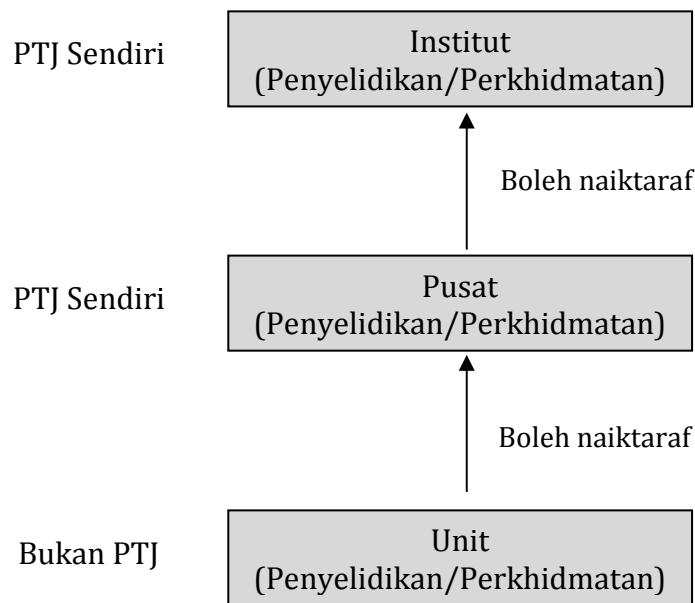 PTJ Sendiri
Institut
(Penyelidikan/Perkhidmatan)
Boleh naiktaraf
PTJ Sendiri
Pusat
(Penyelidikan/Perkhidmatan)
Boleh naiktaraf
Bukan PTJ
Unit
(Penyelidikan/Perkhidmatan)